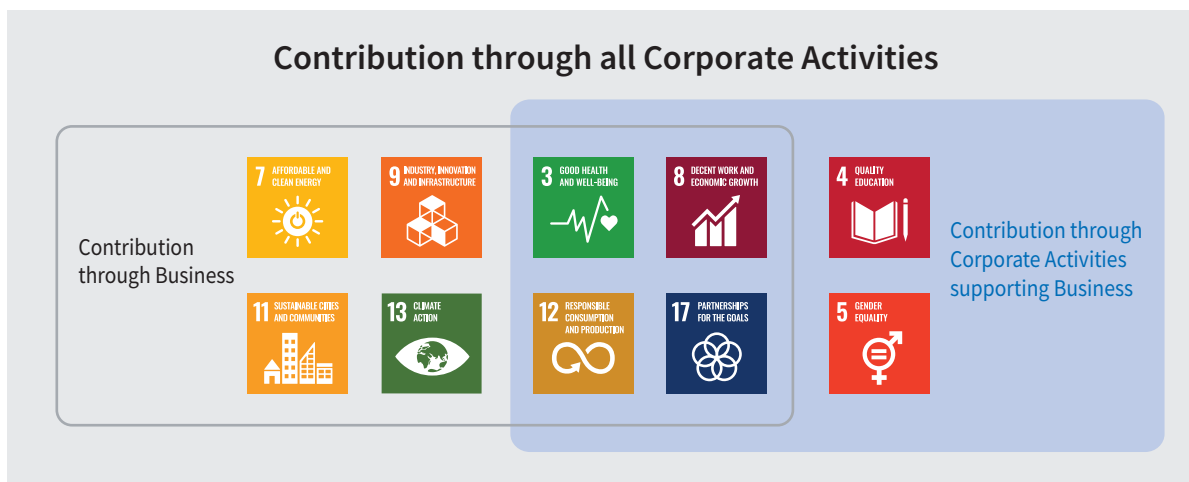 Contribution through all Corporate Activities
Contribution
through Business
7 AFFORDABLE AND
CLEAN ENERGY
9 INDUSTRY, INNOVATION
AND INFRASTRUCTURE
3 GOOD HEALTH
AND WELL-BEING
8 DECENT WORK AND
ECONOMIC GROWTH
4 QUALITY
EDUCATION
11 SUSTAINABLE CITIES
AND COMMUNITIES
13 CLIMATE
ACTION
12 RESPONSIBLE
CONSUMPTION
AND PRODUCTION
17 PARTNERSHIPS
FOR THE GOALS
5 GENDER
EQUALITY
Contribution through
Corporate Activities
supporting Business